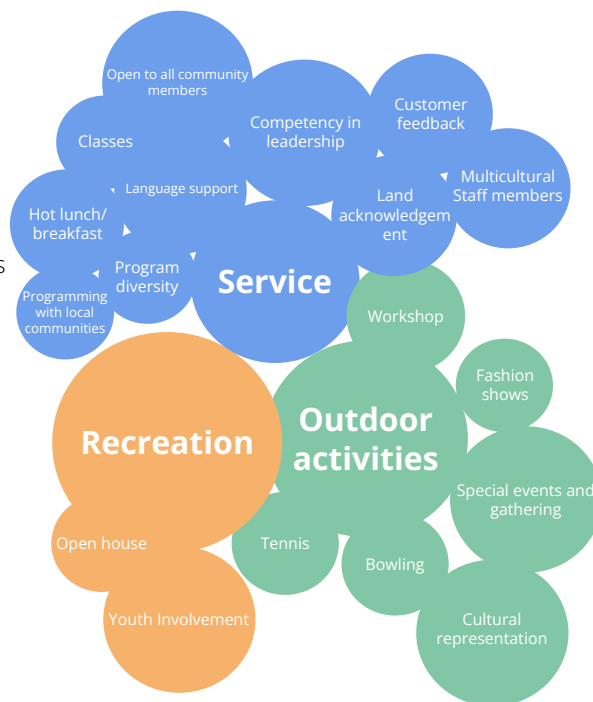 Open to all community
members
Competency in
leadership
Customer
feedback
Classes
Language support
Multicultural
Staff members
Land
acknowledgem
ent
Hot lunch/
breakfast
s
Program
diversity
Service
Programming
with local
communities
Workshop
Fashion
shows
Recreation
Outdoor
activities
Special events and
gathering
Open house
Tennis
Bowling
Youth Involvement
Cultural
representation